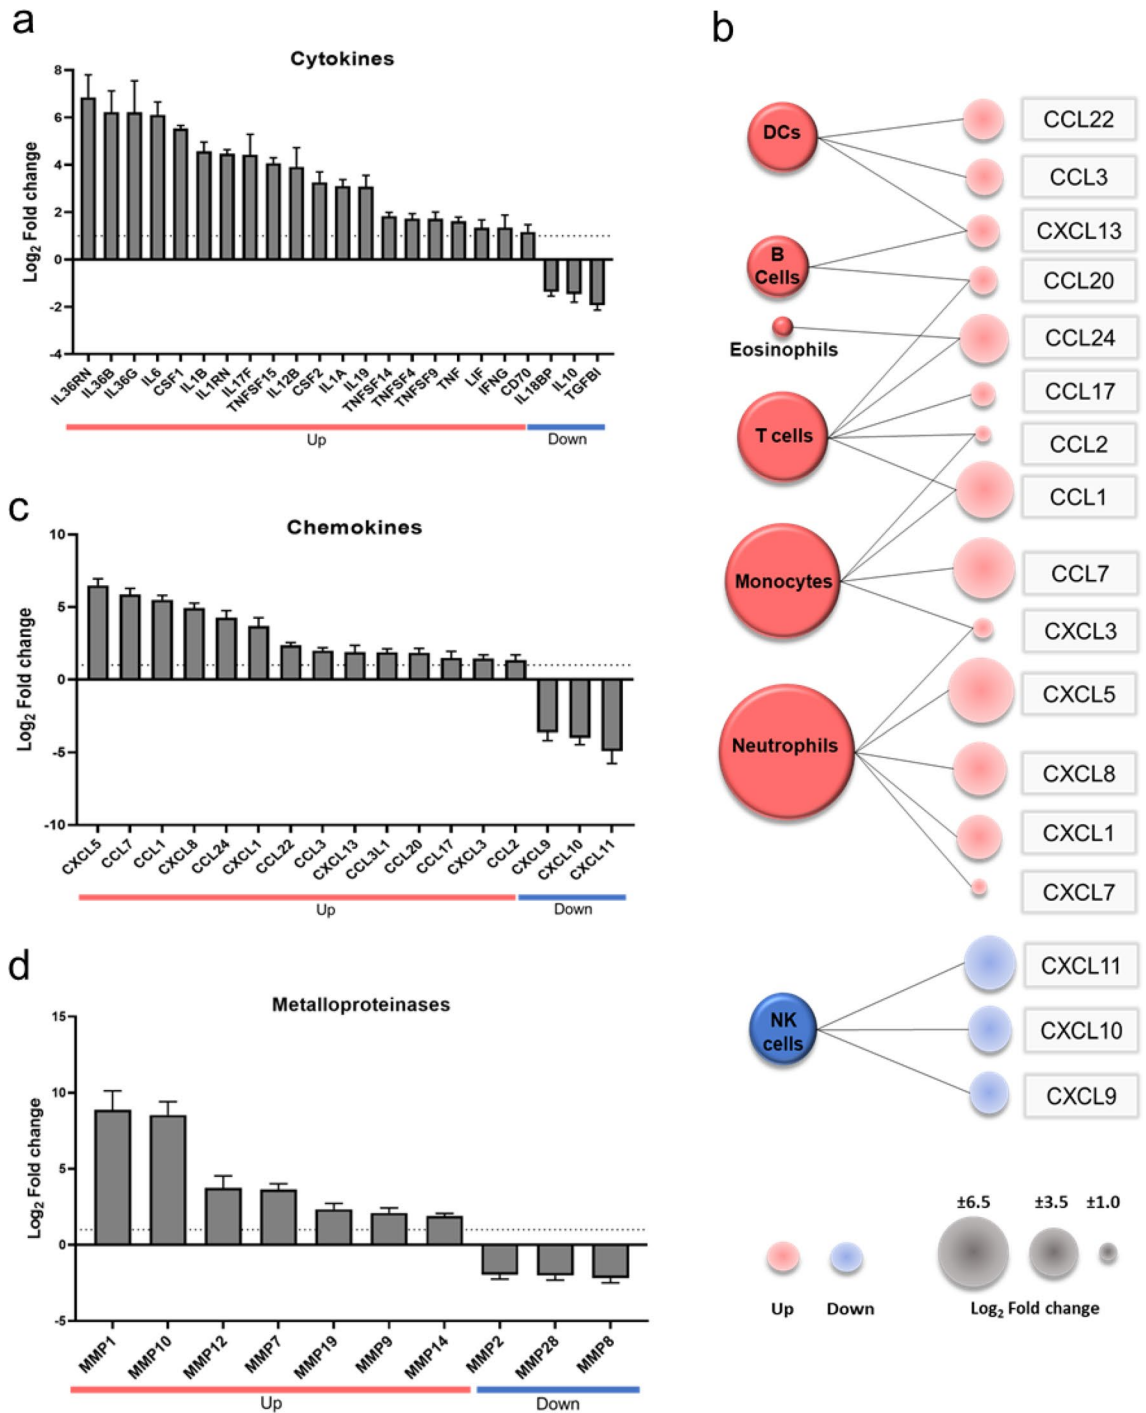 a
Cytokines
Log2 Fold change
8
6
4
2
0
-2
-4
IL36RN
IL36B
IL36G
IL6
CSF1
IL1B
IL1RN
IL17F
TNFSF15
IL12B
CSF2
IL1A
IL19
TNFSF14
TNFSF4
TNFSF9
TNF
LIF
IFNG
CD70
IL18BP
IL10
TGFBI
Up
Down
b
DCs
B
Cells
Eosinophils
T cells
Monocytes
Neutrophils
NK
cells
CCL22
CCL3
CXCL13
CCL20
CCL24
CCL17
CCL2
CCL1
CCL7
CXCL3
CXCL5
CXCL8
CXCL1
CXCL7
CXCL11
CXCL10
CXCL9
±6.5
±3.5
±1.0
Up
Down
Log2 Fold change
c
Chemokines
Log2 Fold change
10
5
0
-5
-10
CXCL5
CCL7
CCL1
CXCL8
CCL24
CXCL1
CCL22
CCL3
CXCL13
CCL3L1
CCL20
CCL17
CXCL3
CCL2
CXCL9
CXCL10
CXCL11
Up
Down
d
Metalloproteinases
Log2 Fold change
15
10
5
0
-5
MMP1
MMP10
MMP12
MMP7
MMP19
MMP9
MMP14
MMP2
MMP28
MMP8
Up
Down